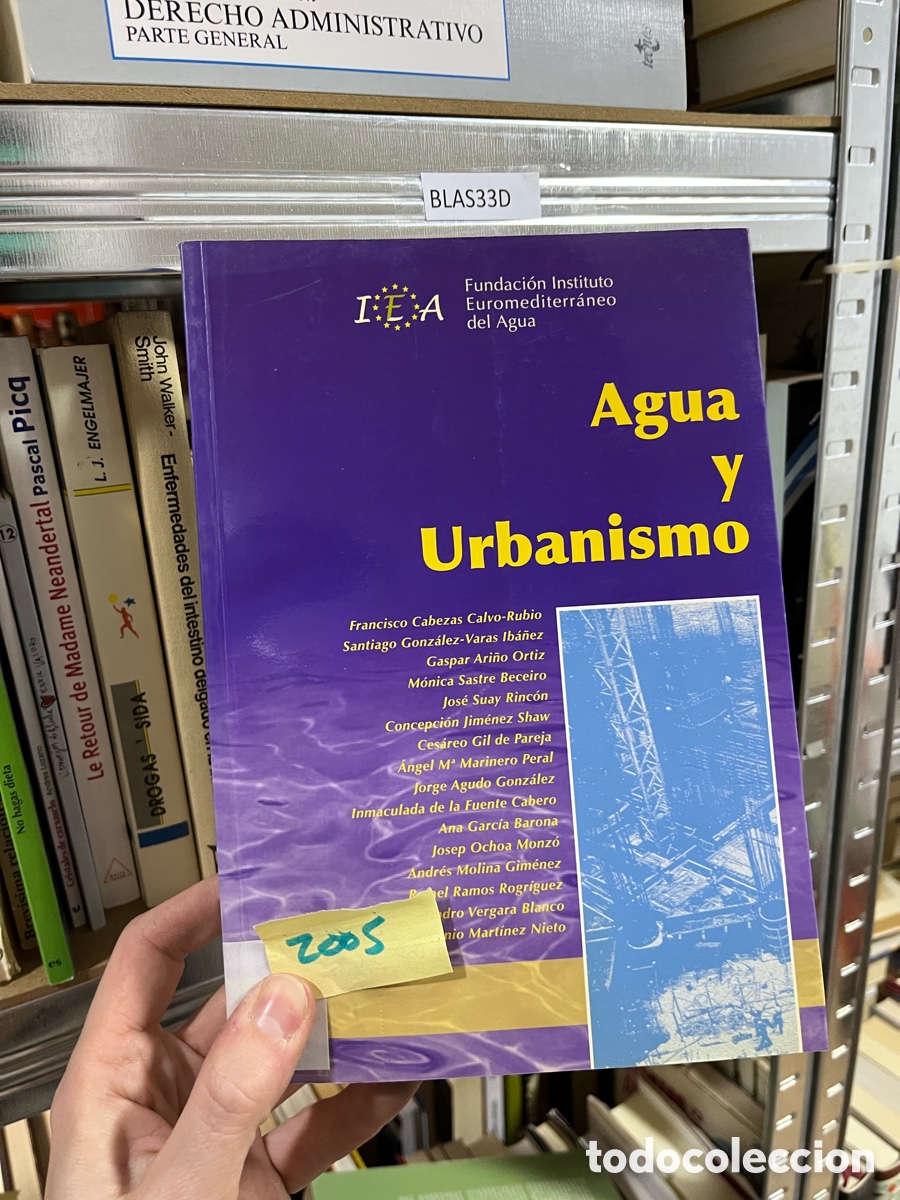 DERECHO ADMINISTRATIVO
PARTE GENERAL
tecnos
BLAS33D
IEA
Fundación Instituto
Euromediterráneo
del Agua
Agua
y
Urbanismo
Francisco Cabezas Calvo-Rubio
Santiago González-Varas Ibáñez
Gaspar Ariño Ortiz
Mónica Sastre Beceiro
José Suay Rincón
Concepción Jiménez Shaw
Cesáreo Gil de Pareja
Ángel Mª Marinero Peral
Jorge Agudo González
Inmaculada de la Fuente Cabero
Ana García Barona
Josep Ochoa Monzó
Andrés Molina Giménez
Ramos Rogríguez
Vergara Blanco
Martínez Nieto
2005
12
Pascal Picq
Le Retour de Madame Neandertal
L. J. ENGELMAJER
DROGAS Y SIDA
John Walker-
Smith
Enfermedades del intestino delgado
No hagas dieta
todocoleccion